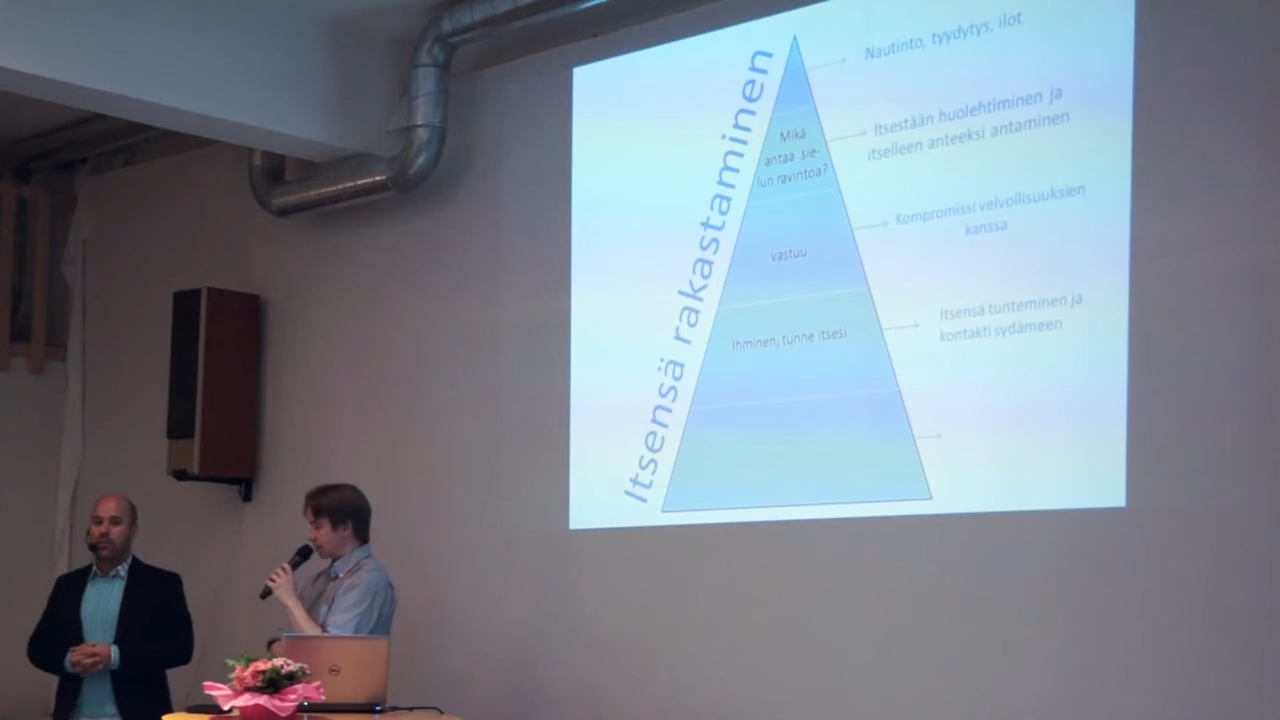 Itsensä rakastaminen
Nautinto, tyydytys, ilot
Mikä
antaa sie-
lun ravintoa?
Itsestään huolehtiminen ja
itselleen anteeksi antaminen
vastuu
Kompromissi velvollisuuksien
kanssa
Ihminen, tunne itsesi
Itsensä tunteminen ja
kontakti sydämeen
DELL